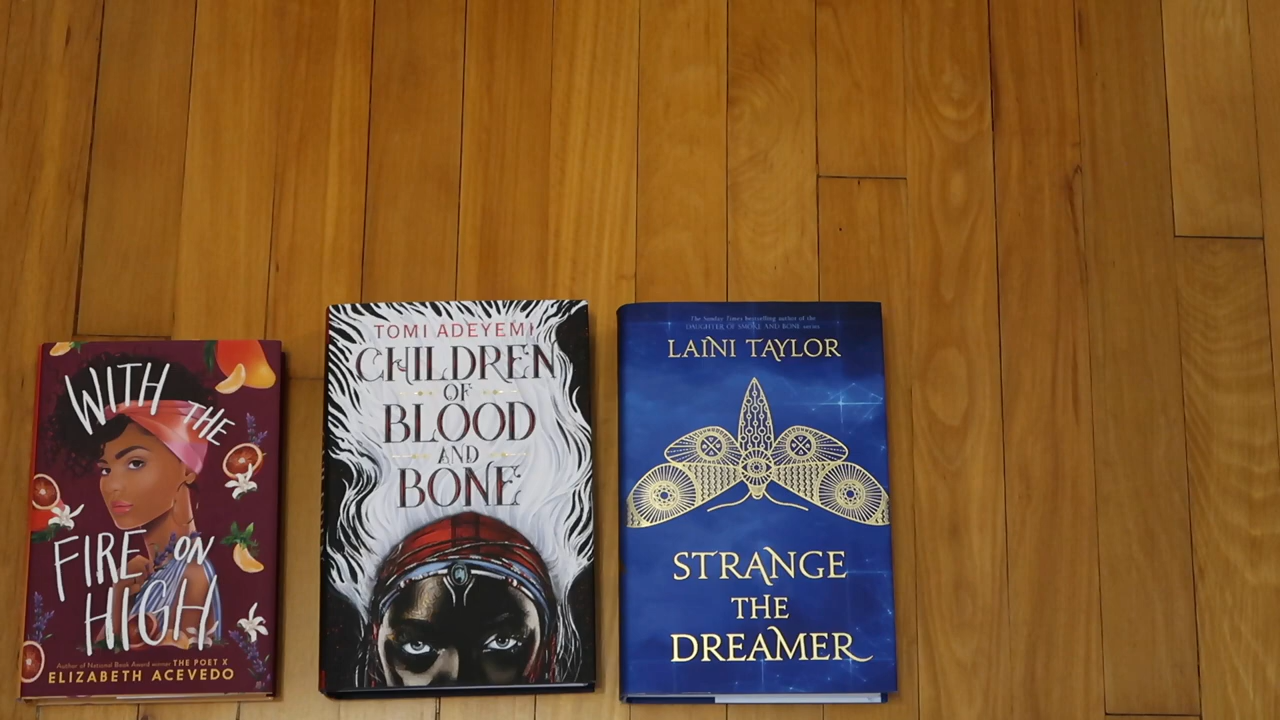 WITH THE
FIRE ON
HIGH
Author of National Book Award winner THE POET X
ELIZABETH ACEVEDO
TOMI ADEYEMI
CHILDREN
OF
BLOOD
AND
BONE
The Sunday Times bestselling author of the
DAUGHTER OF SMOKE AND BONE series
LAINI TAYLOR
STRANGE
THE
DREAMER